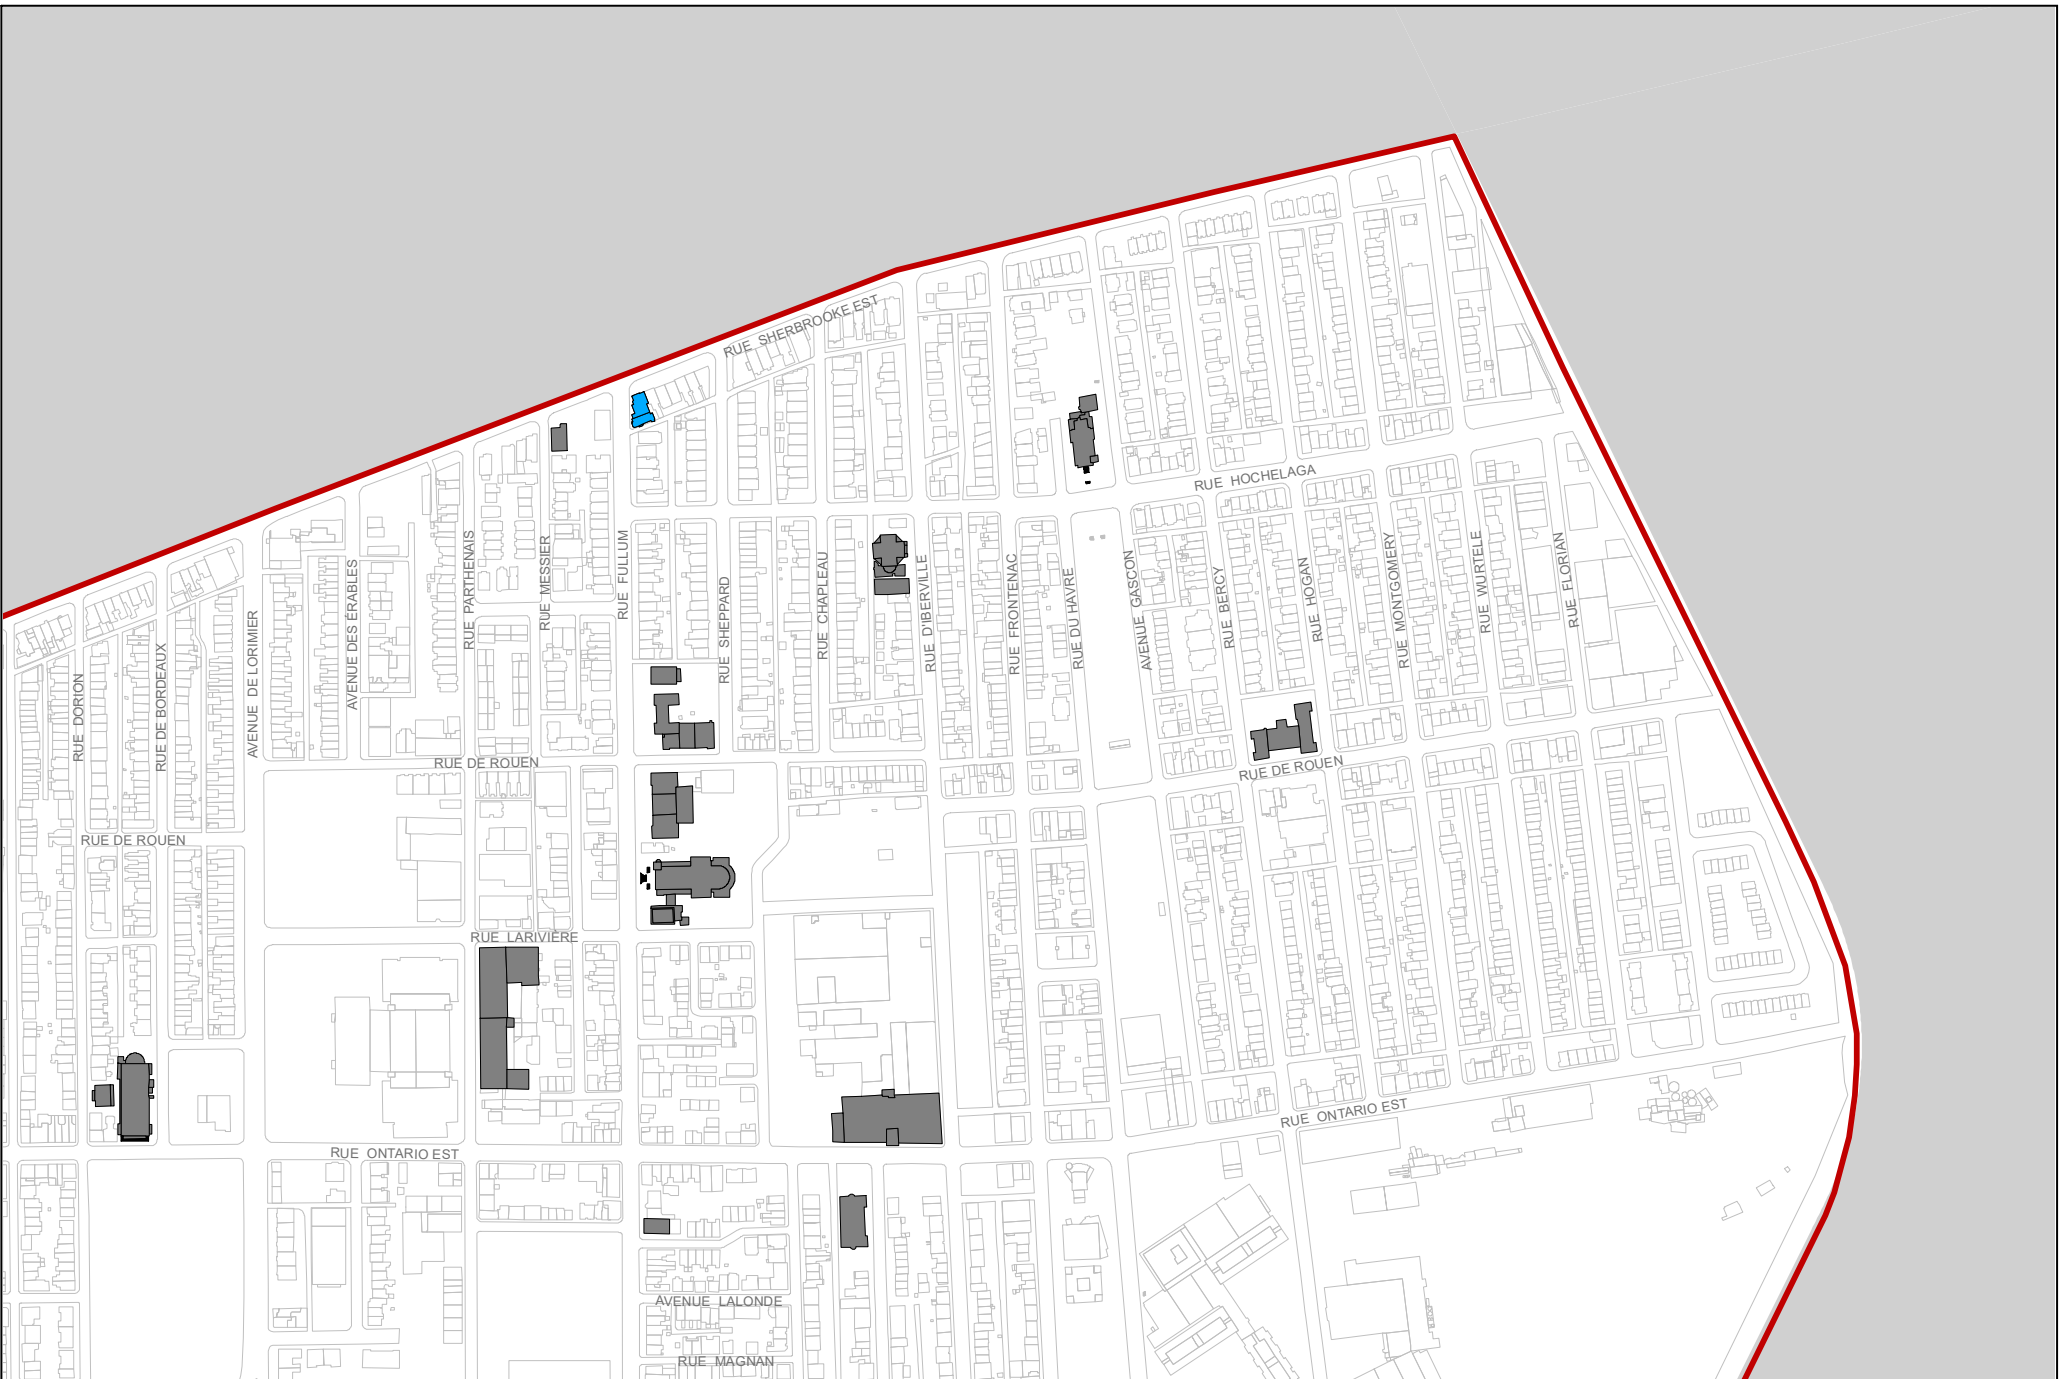 RUE SHERBROOKE EST
RUE HOCHELAGA
RUE DORION
RUE DE BORDEAUX
AVENUE DE LORIMIER
AVENUE DES ÉRABLES
RUE PARTHENAIS
RUE MESSIER
RUE FULLUM
RUE SHEPPARD
RUE CHAPLEAU
RUE D'IBERVILLE
RUE FRONTENAC
RUE DU HAVRE
AVENUE GASCON
RUE BERCY
RUE HOGAN
RUE MONTGOMERY
RUE WURTELE
RUE FLORIAN
RUE DE ROUEN
RUE DE ROUEN
RUE DE ROUEN
RUE LARIVIÈRE
RUE ONTARIO EST
RUE ONTARIO EST
AVENUE LALONDE
RUE MAGNAN